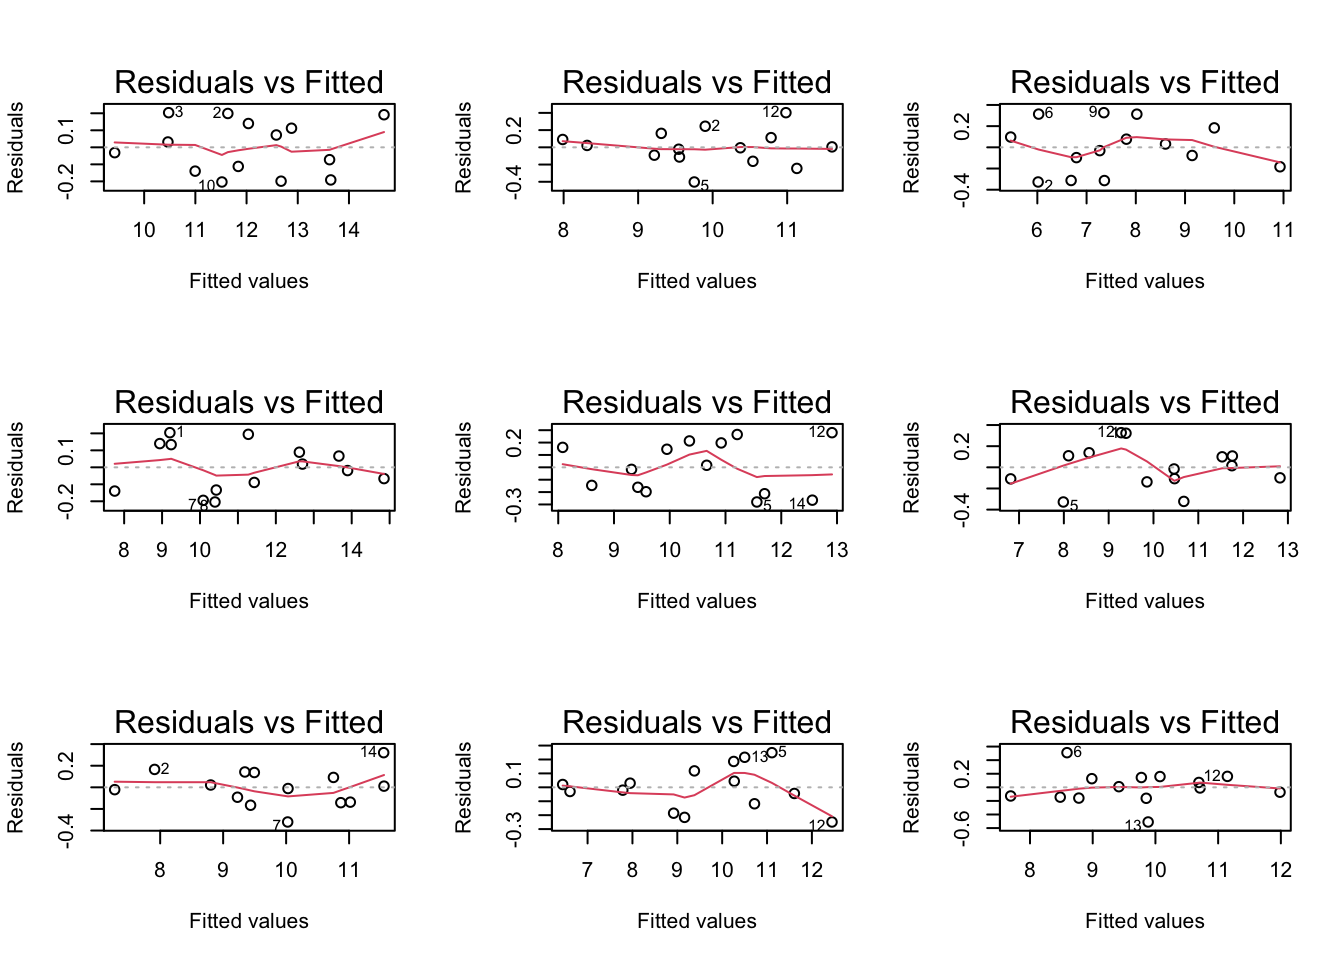 Residuals vs Fitted
Residuals
0.1
-0.2
3
2
10
10 11 12 13 14
Fitted values
Residuals vs Fitted
Residuals
0.2
-0.4
12
2
5
8 9 10 11
Fitted values
Residuals vs Fitted
Residuals
0.2
-0.4
6
9
2
6 7 8 9 10 11
Fitted values
Residuals vs Fitted
Residuals
0.1
-0.2
1
7
8
8 9 10 12 14
Fitted values
Residuals vs Fitted
Residuals
0.2
-0.3
12
5
14
8 9 10 11 12 13
Fitted values
Residuals vs Fitted
Residuals
0.2
-0.4
12
5
7 8 9 10 11 12 13
Fitted values
Residuals vs Fitted
Residuals
0.2
-0.4
14
2
7
8 9 10 11
Fitted values
Residuals vs Fitted
Residuals
0.1
-0.3
13
5
12
7 8 9 10 11 12
Fitted values
Residuals vs Fitted
Residuals
0.2
-0.6
6
12
13
8 9 10 11 12
Fitted values